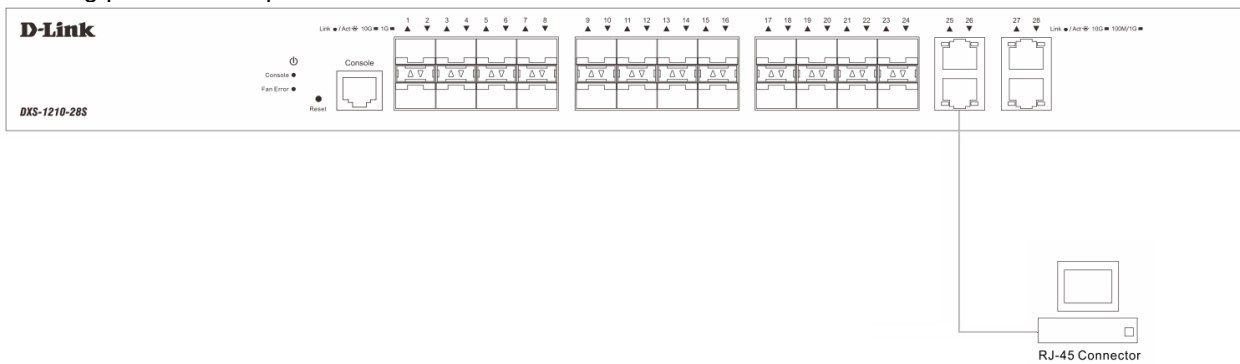 D-Link
DXS-1210-28S
Console
Fan Error
Reset
Console
Link / Act 10G 1G
1 2 3 4 5 6 7 8
9 10 11 12 13 14 15 16
17 18 19 20 21 22 23 24
25 26
27 28
Link / Act 10G 100M/1G
RJ-45 Connector